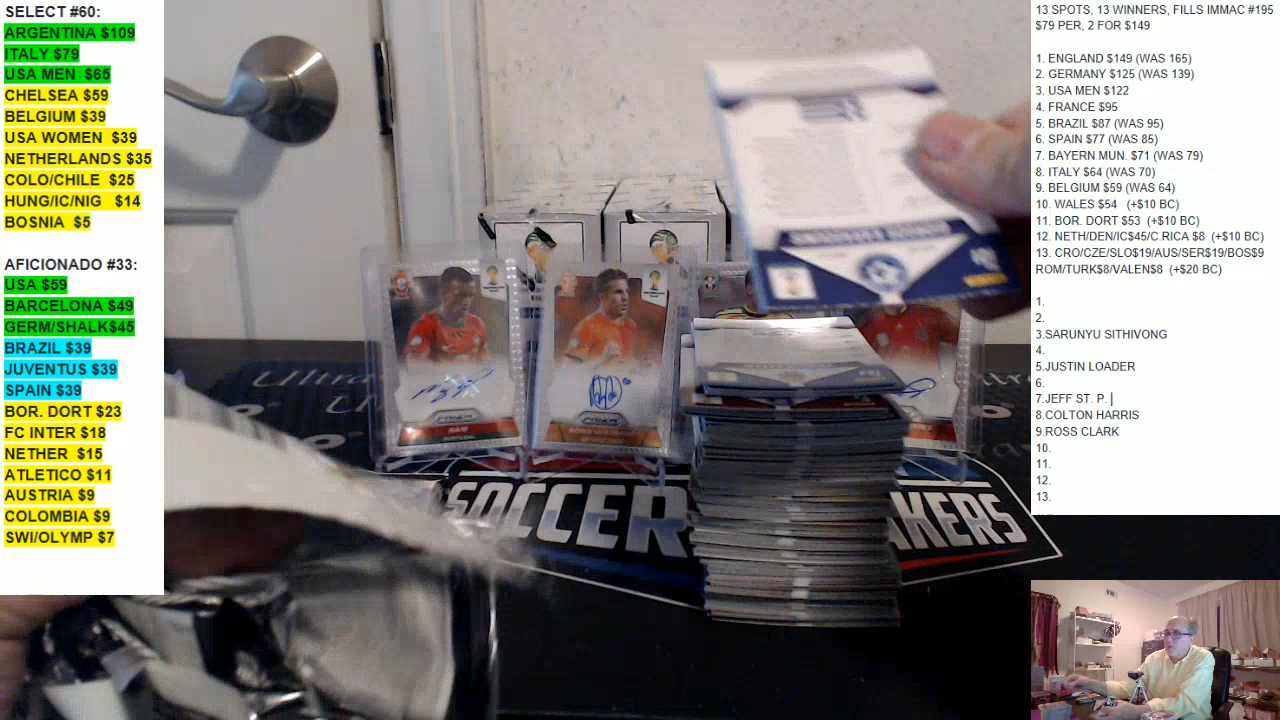 SELECT #60:
ARGENTINA $109
ITALY $79
USA MEN $65
CHELSEA $59
BELGIUM $39
USA WOMEN $39
NETHERLANDS $35
COLO/CHILE $25
HUNG/IC/NIG $14
BOSNIA $5
AFICIONADO #33:
USA $59
BARCELONA $49
GERM/SHALK$45
BRAZIL $39
JUVENTUS $39
SPAIN $39
BOR. DORT $23
FC INTER $18
NETHER $15
ATLETICO $11
AUSTRIA $9
COLOMBIA $9
SWI/OLYMP $7
SOCCER
AKERS
PRIZM
PRIZM
13 SPOTS, 13 WINNERS, FILLS IMMAC #195
$79 PER, 2 FOR $149
1. ENGLAND $149 (WAS 165)
2. GERMANY $125 (WAS 139)
3. USA MEN $122
4. FRANCE $95
5. BRAZIL $87 (WAS 95)
6. SPAIN $77 (WAS 85)
7. BAYERN MUN. $71 (WAS 79)
8. ITALY $64 (WAS 70)
9. BELGIUM $59 (WAS 64)
10. WALES $54 (+$10 BC)
11. BOR. DORT $53 (+$10 BC)
12. NETH/DEN/IC$45/C.RICA $8 (+$10 BC)
13. CRO/CZE/SLO$19/AUS/SER$19/BOS$9
ROM/TURK$8/VALEN$8 (+$20 BC)
1.
2.
3.SARUNYU SITHIVONG
4.
5.JUSTIN LOADER
6.
7.JEFF ST. P.
8.COLTON HARRIS
9.ROSS CLARK
10.
11.
12.
13.